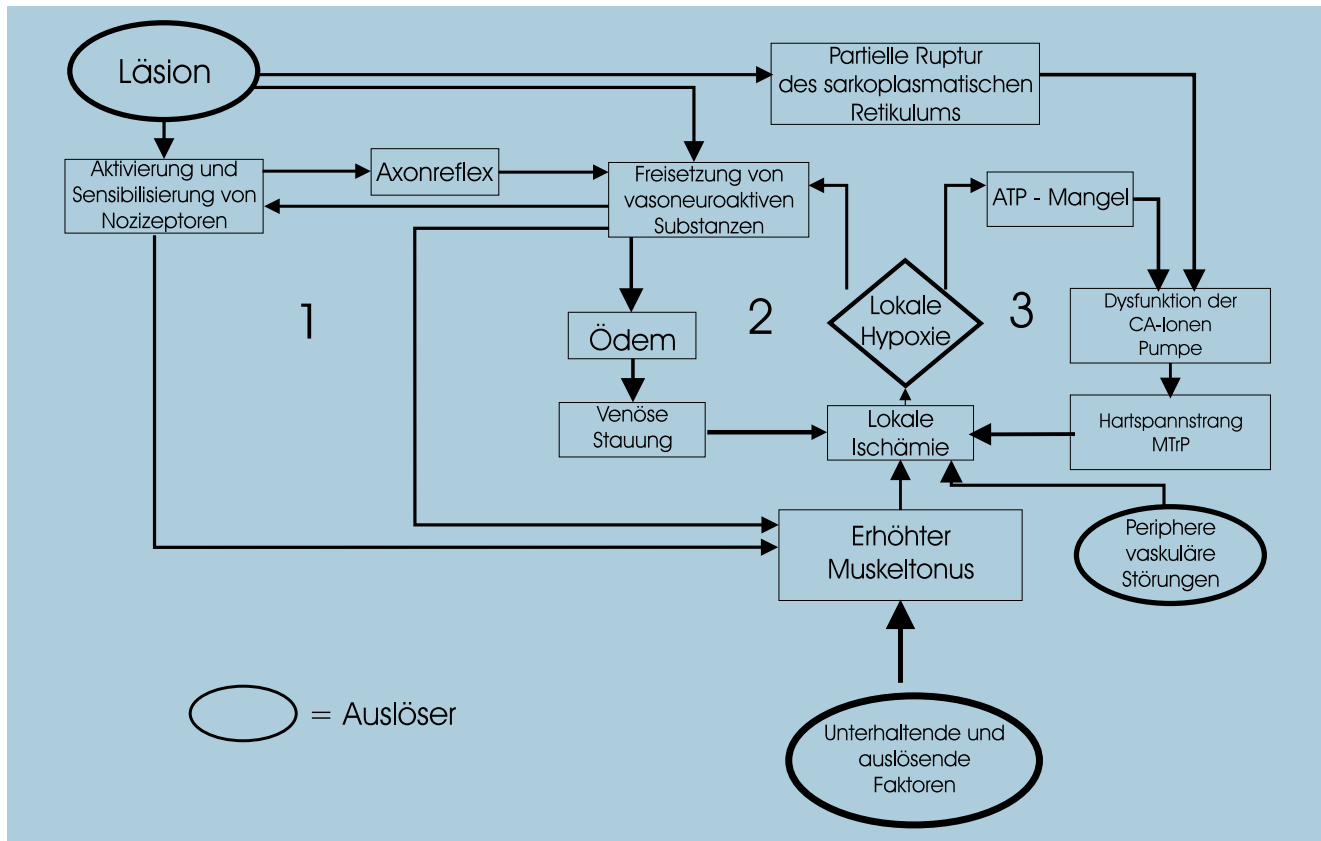 Läsion
Partielle Ruptur
des sarkoplasmatischen
Retikulums
Aktivierung und
Sensibilisierung von
Nozizeptoren
Axonreflex
Freisetzung von
vasoneuroaktiven
Substanzen
ATP - Mangel
1
2
Lokale
Hypoxie
3
Dysfunktion der
CA-Ionen
Pumpe
Ödem
Venöse
Stauung
Lokale
Ischämie
Hartspannstrang
MTrP
Erhöhter
Muskeltonus
Periphere
vaskuläre
Störungen
= Auslöser
Unterhaltende und
auslösende
Faktoren